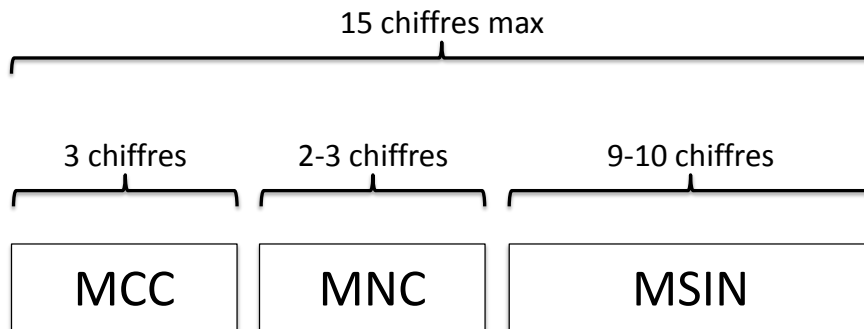 15 chiffres max
3 chiffres
2-3 chiffres
9-10 chiffres
MCC
MNC
MSIN